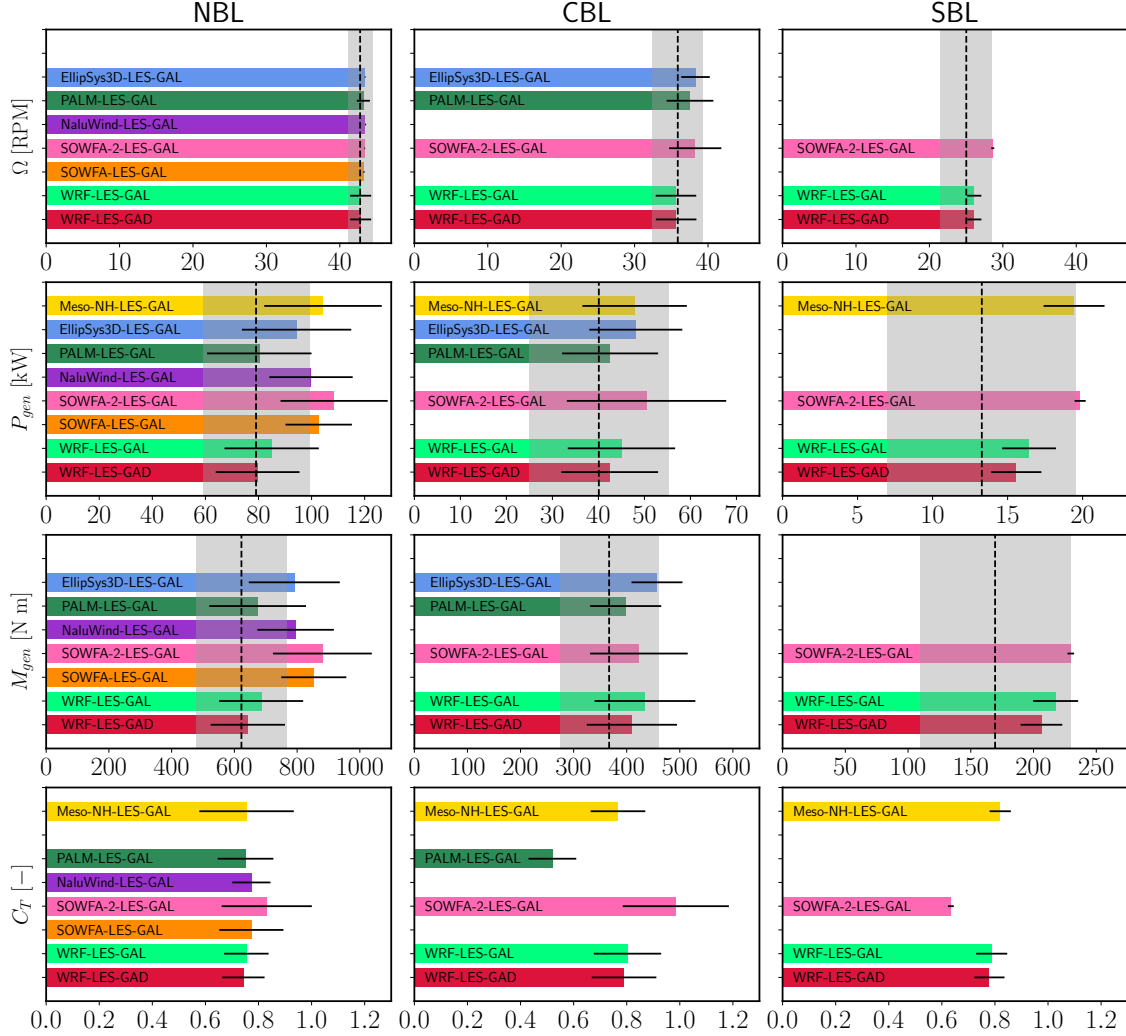 NBL CBL SBL
Ω [RPM]
EllipSys3D-LES-GAL
PALM-LES-GAL
NaluWind-LES-GAL
SOWFA-2-LES-GAL
SOWFA-LES-GAL
WRF-LES-GAL
WRF-LES-GAD
0 10 20 30 40
EllipSys3D-LES-GAL
PALM-LES-GAL
SOWFA-2-LES-GAL
WRF-LES-GAL
WRF-LES-GAD
0 10 20 30 40
SOWFA-2-LES-GAL
WRF-LES-GAL
WRF-LES-GAD
0 10 20 30 40
P_gen [kW]
Meso-NH-LES-GAL
EllipSys3D-LES-GAL
PALM-LES-GAL
NaluWind-LES-GAL
SOWFA-2-LES-GAL
SOWFA-LES-GAL
WRF-LES-GAL
WRF-LES-GAD
0 20 40 60 80 100 120
Meso-NH-LES-GAL
EllipSys3D-LES-GAL
PALM-LES-GAL
SOWFA-2-LES-GAL
WRF-LES-GAL
WRF-LES-GAD
0 10 20 30 40 50 60 70
Meso-NH-LES-GAL
SOWFA-2-LES-GAL
WRF-LES-GAL
WRF-LES-GAD
0 5 10 15 20
M_gen [N m]
EllipSys3D-LES-GAL
PALM-LES-GAL
NaluWind-LES-GAL
SOWFA-2-LES-GAL
SOWFA-LES-GAL
WRF-LES-GAL
WRF-LES-GAD
0 200 400 600 800 1000
EllipSys3D-LES-GAL
PALM-LES-GAL
SOWFA-2-LES-GAL
WRF-LES-GAL
WRF-LES-GAD
0 100 200 300 400 500 600
SOWFA-2-LES-GAL
WRF-LES-GAL
WRF-LES-GAD
0 50 100 150 200 250
C_T [−]
Meso-NH-LES-GAL
PALM-LES-GAL
NaluWind-LES-GAL
SOWFA-2-LES-GAL
SOWFA-LES-GAL
WRF-LES-GAL
WRF-LES-GAD
0.0 0.2 0.4 0.6 0.8 1.0 1.2
Meso-NH-LES-GAL
PALM-LES-GAL
SOWFA-2-LES-GAL
WRF-LES-GAL
WRF-LES-GAD
0.0 0.2 0.4 0.6 0.8 1.0 1.2
Meso-NH-LES-GAL
SOWFA-2-LES-GAL
WRF-LES-GAL
WRF-LES-GAD
0.0 0.2 0.4 0.6 0.8 1.0 1.2